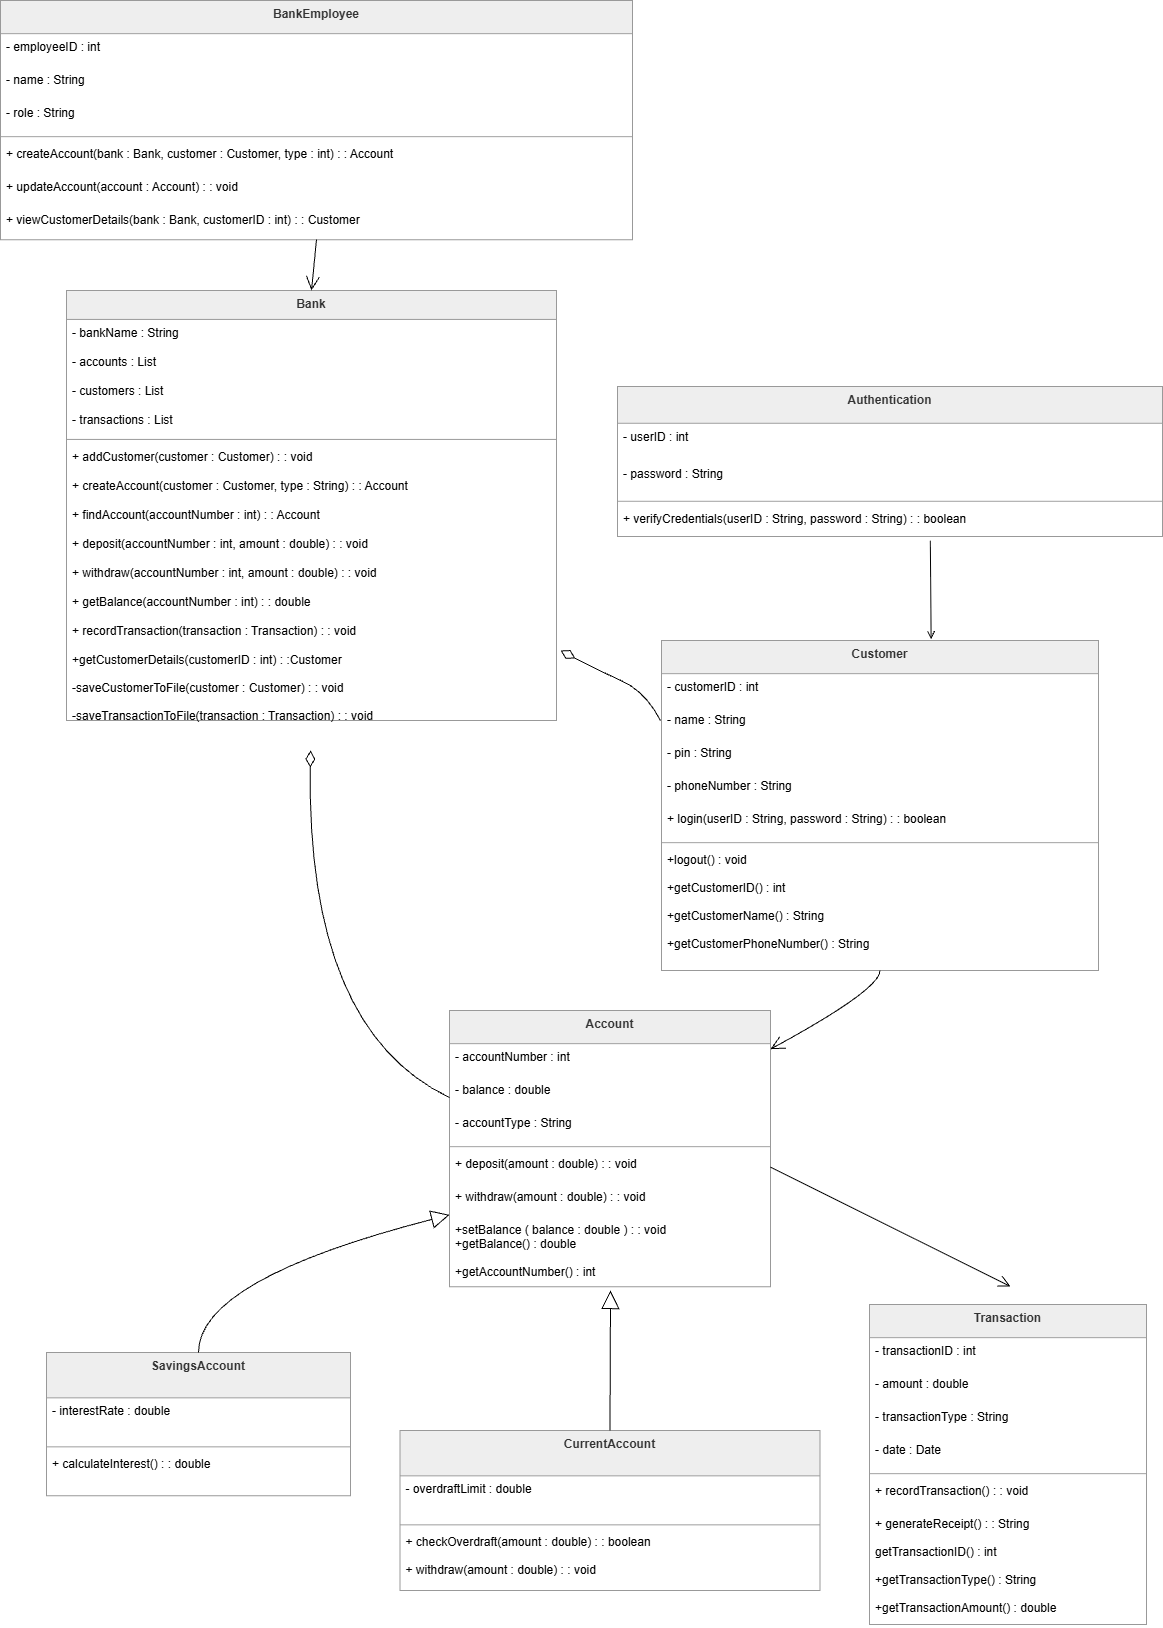 BankEmployee
- employeeID : int
- name : String
- role : String
+ createAccount(bank : Bank, customer : Customer, type : int) : : Account
+ updateAccount(account : Account) : : void
+ viewCustomerDetails(bank : Bank, customerID : int) : : Customer
Bank
- bankName : String
- accounts : List
- customers : List
- transactions : List
+ addCustomer(customer : Customer) : : void
+ createAccount(customer : Customer, type : String) : : Account
+ findAccount(accountNumber : int) : : Account
+ deposit(accountNumber : int, amount : double) : : void
+ withdraw(accountNumber : int, amount : double) : : void
+ getBalance(accountNumber : int) : : double
+ recordTransaction(transaction : Transaction) : : void
+getCustomerDetails(customerID : int) : :Customer
-saveCustomerToFile(customer : Customer) : : void
-saveTransactionToFile(transaction : Transaction) : : void
Authentication
- userID : int
- password : String
+ verifyCredentials(userID : String, password : String) : : boolean
Customer
- customerID : int
- name : String
- pin : String
- phoneNumber : String
+ login(userID : String, password : String) : : boolean
+logout() : void
+getCustomerID() : int
+getCustomerName() : String
+getCustomerPhoneNumber() : String
Account
- accountNumber : int
- balance : double
- accountType : String
+ deposit(amount : double) : : void
+ withdraw(amount : double) : : void
+setBalance ( balance : double ) : : void
+getBalance() : double
+getAccountNumber() : int
SavingsAccount
- interestRate : double
+ calculateInterest() : : double
CurrentAccount
- overdraftLimit : double
+ checkOverdraft(amount : double) : : boolean
+ withdraw(amount : double) : : void
Transaction
- transactionID : int
- amount : double
- transactionType : String
- date : Date
+ recordTransaction() : : void
+ generateReceipt() : : String
getTransactionID() : int
+getTransactionType() : String
+getTransactionAmount() : double